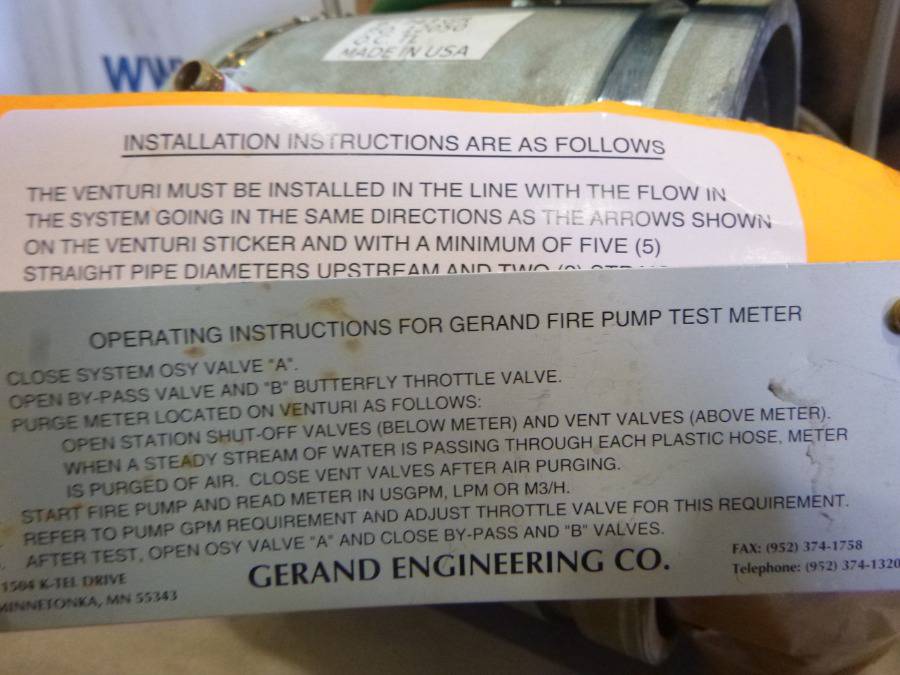 WW
MADE IN USA
INSTALLATION INSTRUCTIONS ARE AS FOLLOWS
THE VENTURI MUST BE INSTALLED IN THE LINE WITH THE FLOW IN
THE SYSTEM GOING IN THE SAME DIRECTIONS AS THE ARROWS SHOWN
ON THE VENTURI STICKER AND WITH A MINIMUM OF FIVE (5)
STRAIGHT PIPE DIAMETERS UPSTREAM AND TWO (2)
OPERATING INSTRUCTIONS FOR GERAND FIRE PUMP TEST METER
CLOSE SYSTEM OSY VALVE "A".
OPEN BY-PASS VALVE AND "B" BUTTERFLY THROTTLE VALVE.
PURGE METER LOCATED ON VENTURI AS FOLLOWS:
OPEN STATION SHUT-OFF VALVES (BELOW METER) AND VENT VALVES (ABOVE METER).
WHEN A STEADY STREAM OF WATER IS PASSING THROUGH EACH PLASTIC HOSE, METER
IS PURGED OF AIR. CLOSE VENT VALVES AFTER AIR PURGING.
START FIRE PUMP AND READ METER IN USGPM, LPM OR M3/H.
REFER TO PUMP GPM REQUIREMENT AND ADJUST THROTTLE VALVE FOR THIS REQUIREMENT.
AFTER TEST, OPEN OSY VALVE "A" AND CLOSE BY-PASS AND "B" VALVES.
1504 K-TEL DRIVE
MINNETONKA, MN 55343
GERAND ENGINEERING CO.
FAX: (952) 374-1758
Telephone: (952) 374-1320